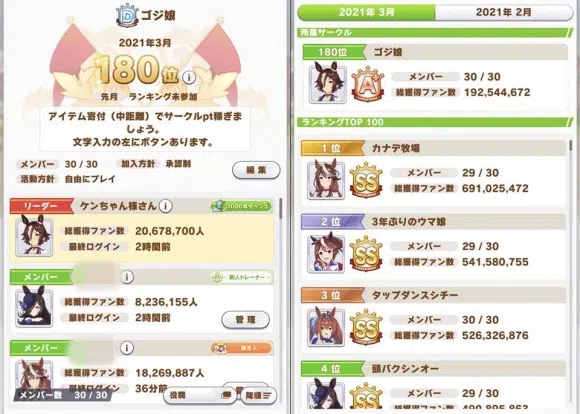 ゴジ娘
2021年3月
180位
先月 ランキング未参加
アイテム寄付(中距離)でサークルpt稼ぎま
しょう。
文字入力の左にボタンあります。
メンバー 30 / 30 加入方針 承認制
活動方針 自由にプレイ
編集
リーダー ケンちゃん様さん
総獲得ファン数 20,678,700人
最終ログイン 2時間前
メンバー
新人トレーナー
総獲得ファン数 8,236,155人
最終ログイン 2時間前
管理
メンバー
総獲得ファン数 18,269,887人
36分前
メンバー数 30 / 30
投稿
降順
2021年 3月
2021年 2月
所属サークル
180位 ゴジ娘
A+
メンバー 30 / 30
総獲得ファン数 192,544,672
ランキングTOP 100
1 位 カナデ牧場
SS
メンバー 29 / 30
総獲得ファン数 691,025,472
2 位 3年ぶりのウマ娘
SS
メンバー 29 / 30
総獲得ファン数 541,580,755
3 位 タップダンスシチー
SS
メンバー 30 / 30
総獲得ファン数 526,326,876
4 位 頭バクシンオー
メンバー 29 / 30